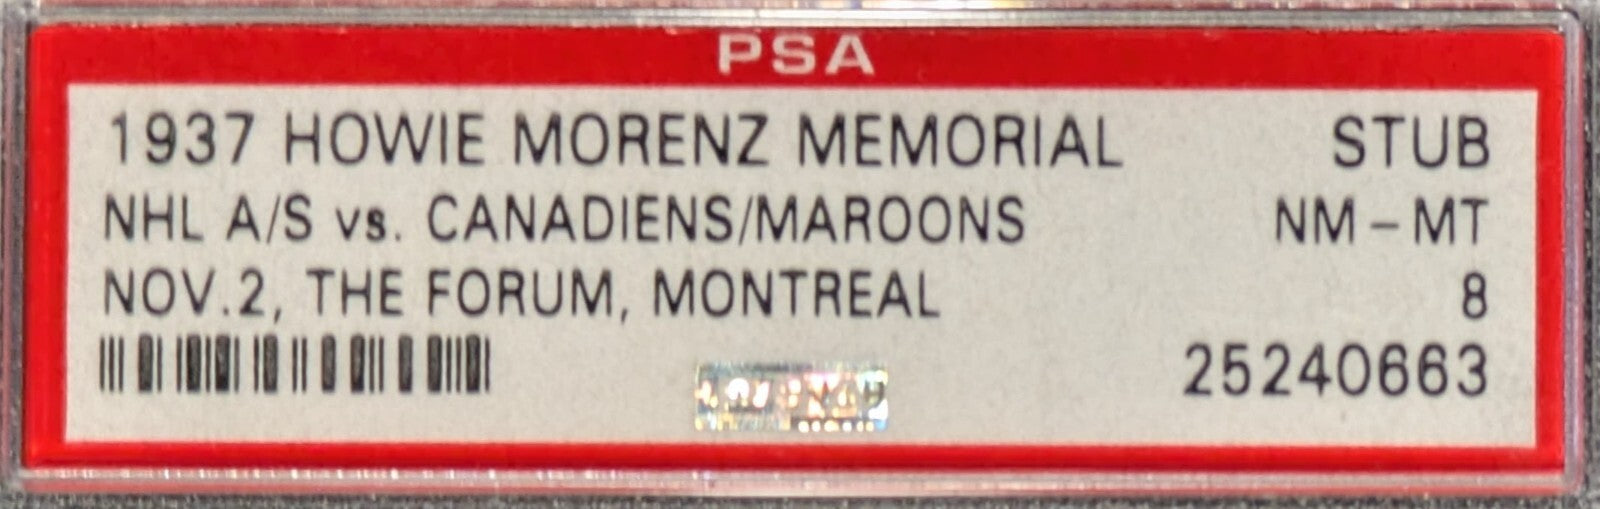 PSA
1937 HOWIE MORENZ MEMORIAL STUB
NHL A/S vs. CANADIENS/MAROONS NM-MT
NOV.2, THE FORUM, MONTREAL 8
25240663